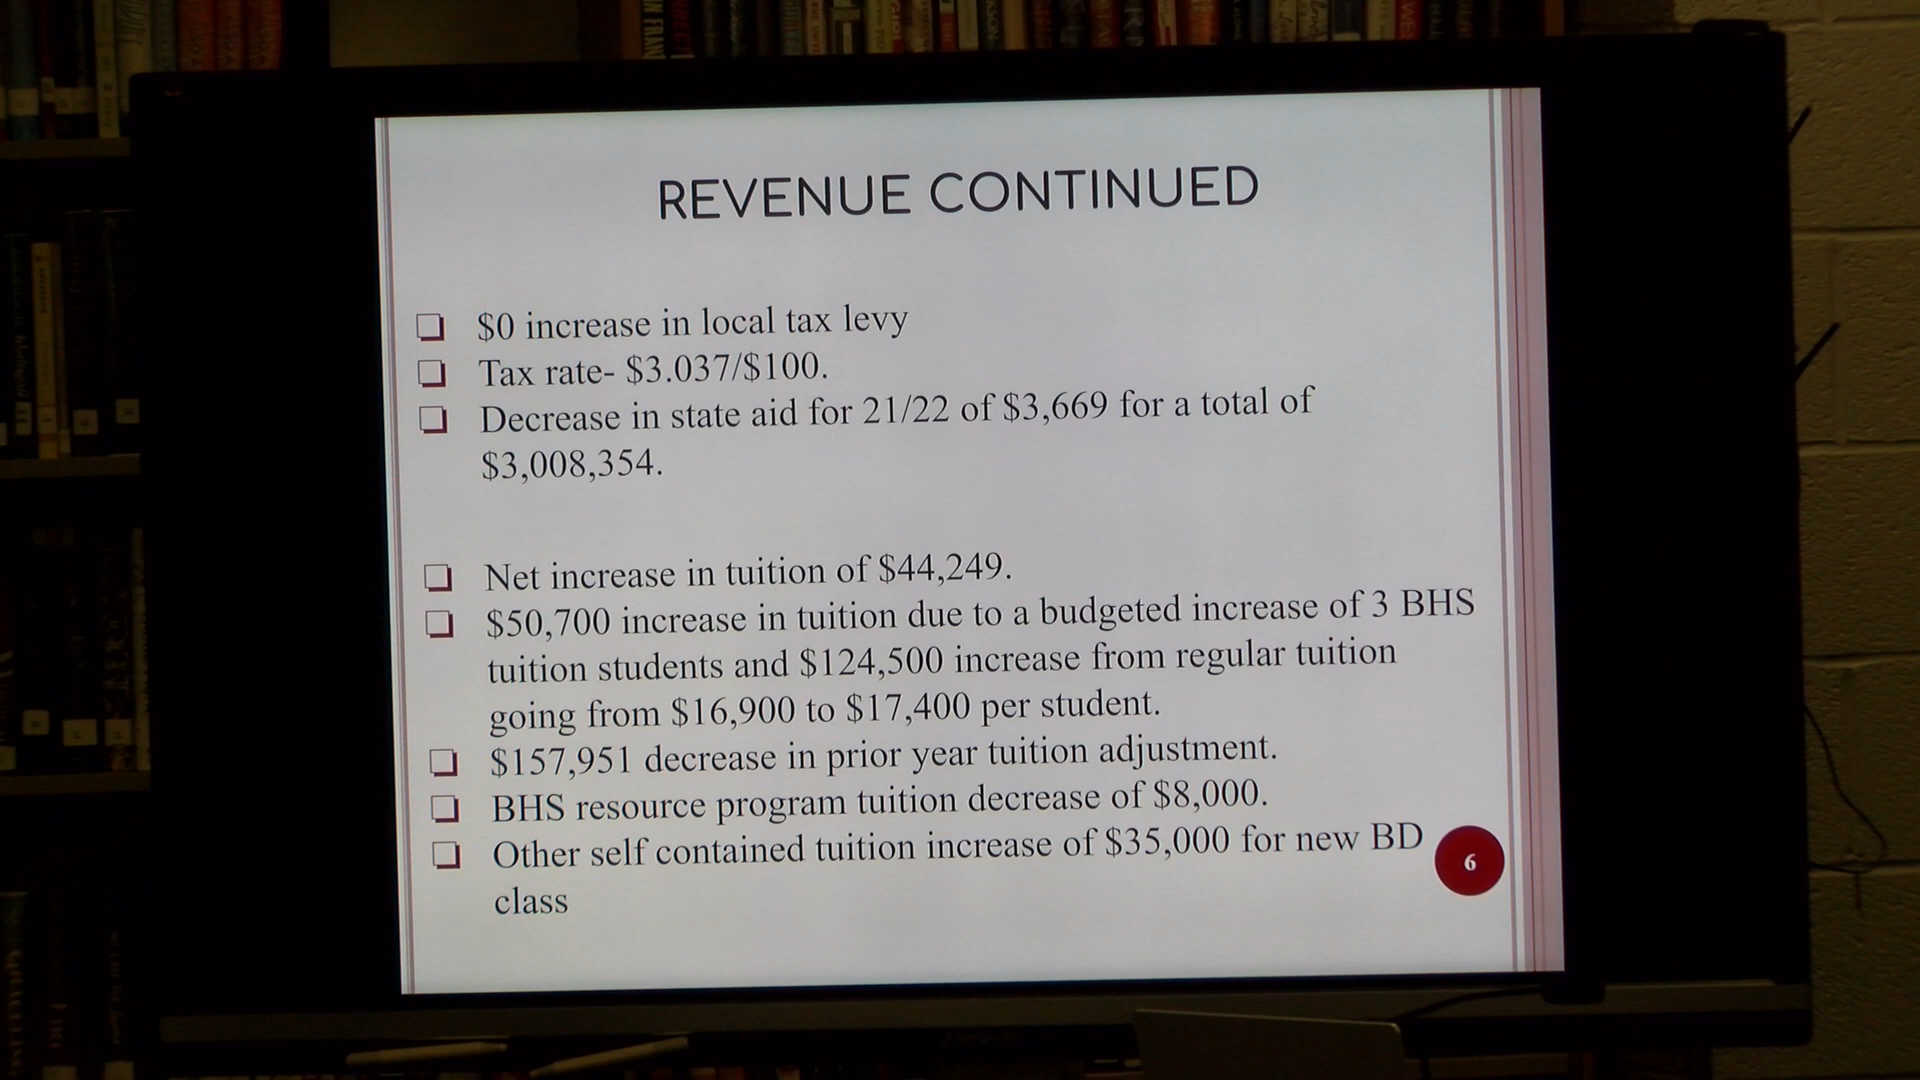 REVENUE CONTINUED
$0 increase in local tax levy
Tax rate- $3.037/$100.
Decrease in state aid for 21/22 of $3,669 for a total of
$3,008,354.
Net increase in tuition of $44,249.
$50,700 increase in tuition due to a budgeted increase of 3 BHS
tuition students and $124,500 increase from regular tuition
going from $16,900 to $17,400 per student.
$157,951 decrease in prior year tuition adjustment.
BHS resource program tuition decrease of $8,000.
Other self contained tuition increase of $35,000 for new BD
class
6